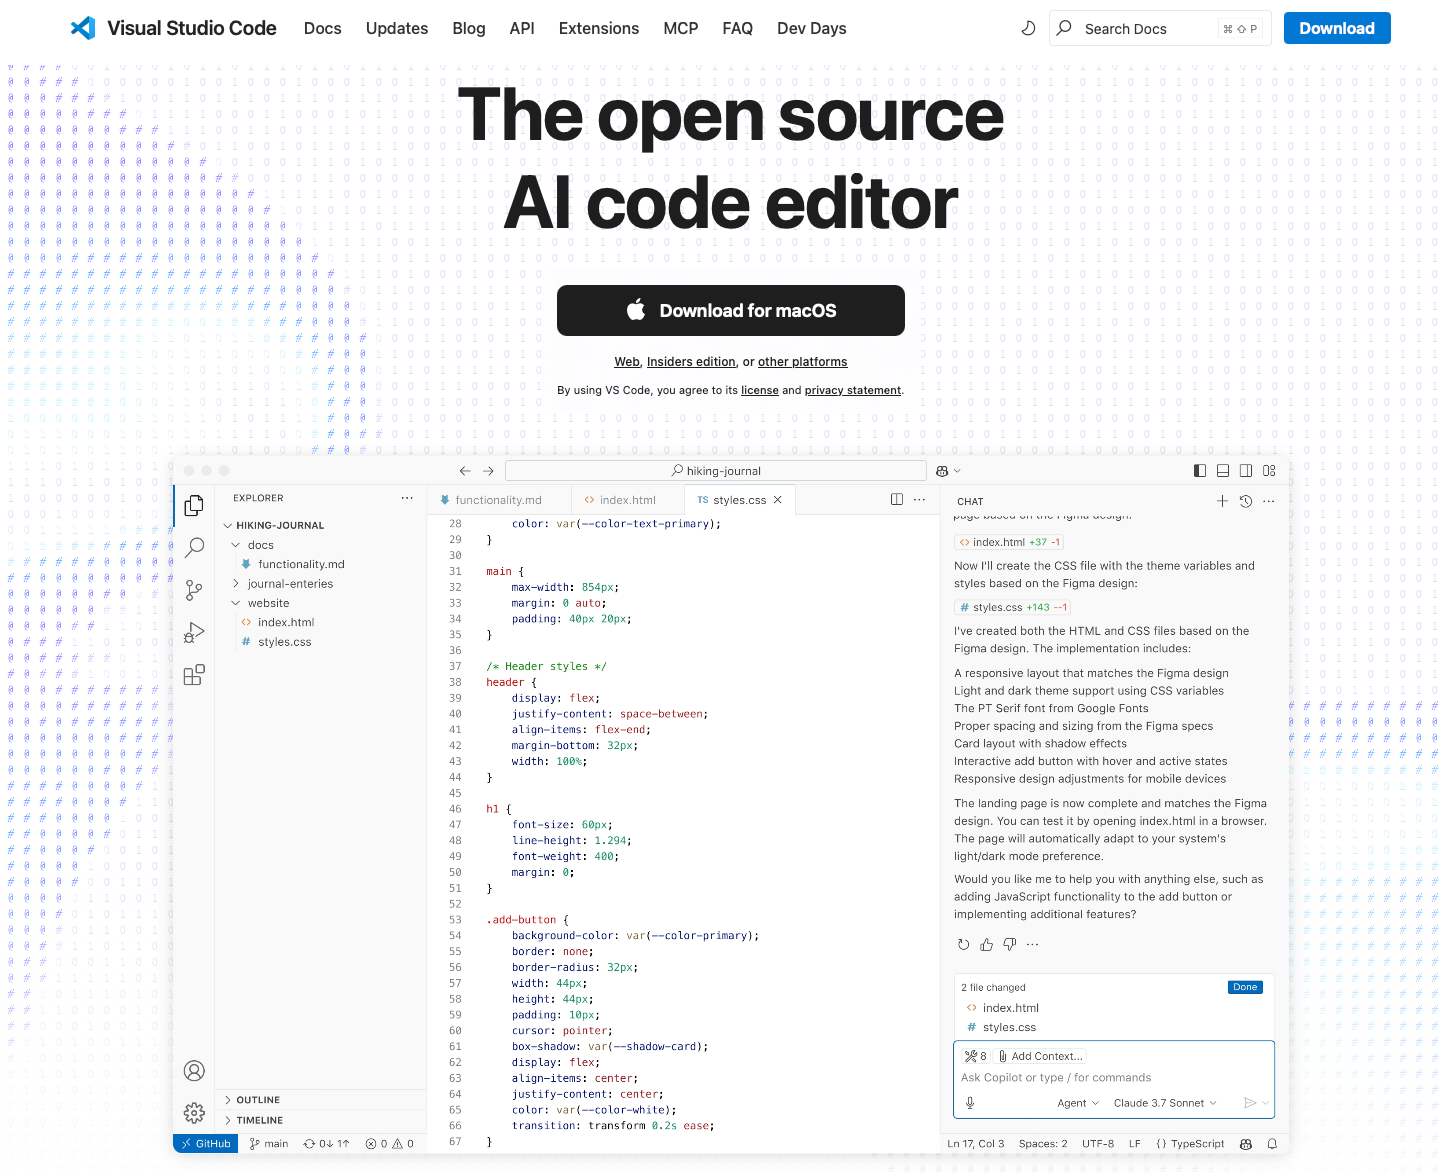 Visual Studio Code Docs Updates Blog API Extensions MCP FAQ Dev Days Search Docs ⌘ ⇧ P Download
The open source
AI code editor
Download for macOS
Web, Insiders edition, or other platforms
By using VS Code, you agree to its license and privacy statement.
hiking-journal
EXPLORER
HIKING-JOURNAL
docs
functionality.md
journal-enteries
website
index.html
styles.css
OUTLINE
TIMELINE
functionality.md index.html TS styles.css
28 color: var(--color-text-primary);
29 }
30
31 main {
32 max-width: 854px;
33 margin: 0 auto;
34 padding: 40px 20px;
35 }
36
37 /* Header styles */
38 header {
39 display: flex;
40 justify-content: space-between;
41 align-items: flex-end;
42 margin-bottom: 32px;
43 width: 100%;
44 }
45
46 h1 {
47 font-size: 60px;
48 line-height: 1.294;
49 font-weight: 400;
50 margin: 0;
51 }
52
53 .add-button {
54 background-color: var(--color-primary);
55 border: none;
56 border-radius: 32px;
57 width: 44px;
58 height: 44px;
59 padding: 10px;
60 cursor: pointer;
61 box-shadow: var(--shadow-card);
62 display: flex;
63 align-items: center;
64 justify-content: center;
65 color: var(--color-white);
66 transition: transform 0.2s ease;
67 }
CHAT
page based on the Figma design:
index.html +37 -1
Now I'll create the CSS file with the theme variables and
styles based on the Figma design:
styles.css +143 --1
I've created both the HTML and CSS files based on the
Figma design. The implementation includes:
A responsive layout that matches the Figma design
Light and dark theme support using CSS variables
The PT Serif font from Google Fonts
Proper spacing and sizing from the Figma specs
Card layout with shadow effects
Interactive add button with hover and active states
Responsive design adjustments for mobile devices
The landing page is now complete and matches the Figma
design. You can test it by opening index.html in a browser.
The page will automatically adapt to your system's
light/dark mode preference.
Would you like me to help you with anything else, such as
adding JavaScript functionality to the add button or
implementing additional features?
2 file changed Done
index.html
styles.css
8 Add Context...
Ask Copilot or type / for commands
Agent Claude 3.7 Sonnet
GitHub main 0↓ 1↑ 0 0 Ln 17, Col 3 Spaces: 2 UTF-8 LF {} TypeScript